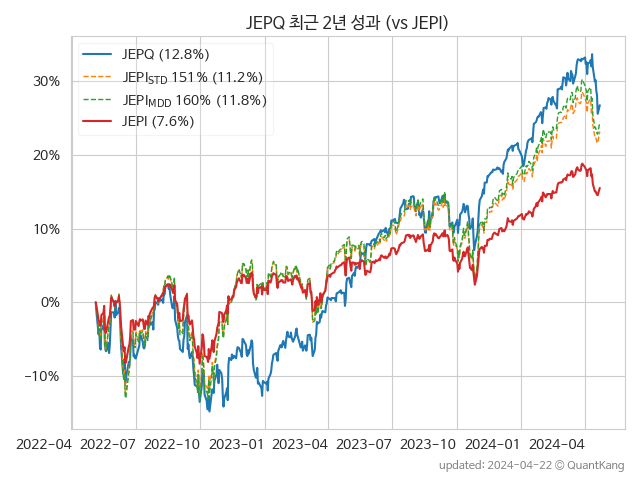 JEPQ 최근 2년 성과 (vs JEPI)
JEPQ (12.8%)
JEPI_STD 151% (11.2%)
JEPI_MDD 160% (11.8%)
JEPI (7.6%)
30%
20%
10%
0%
−10%
2022−04 2022−07 2022−10 2023−01 2023−04 2023−07 2023−10 2024−01 2024−04
updated: 2024−04−22 © QuantKang